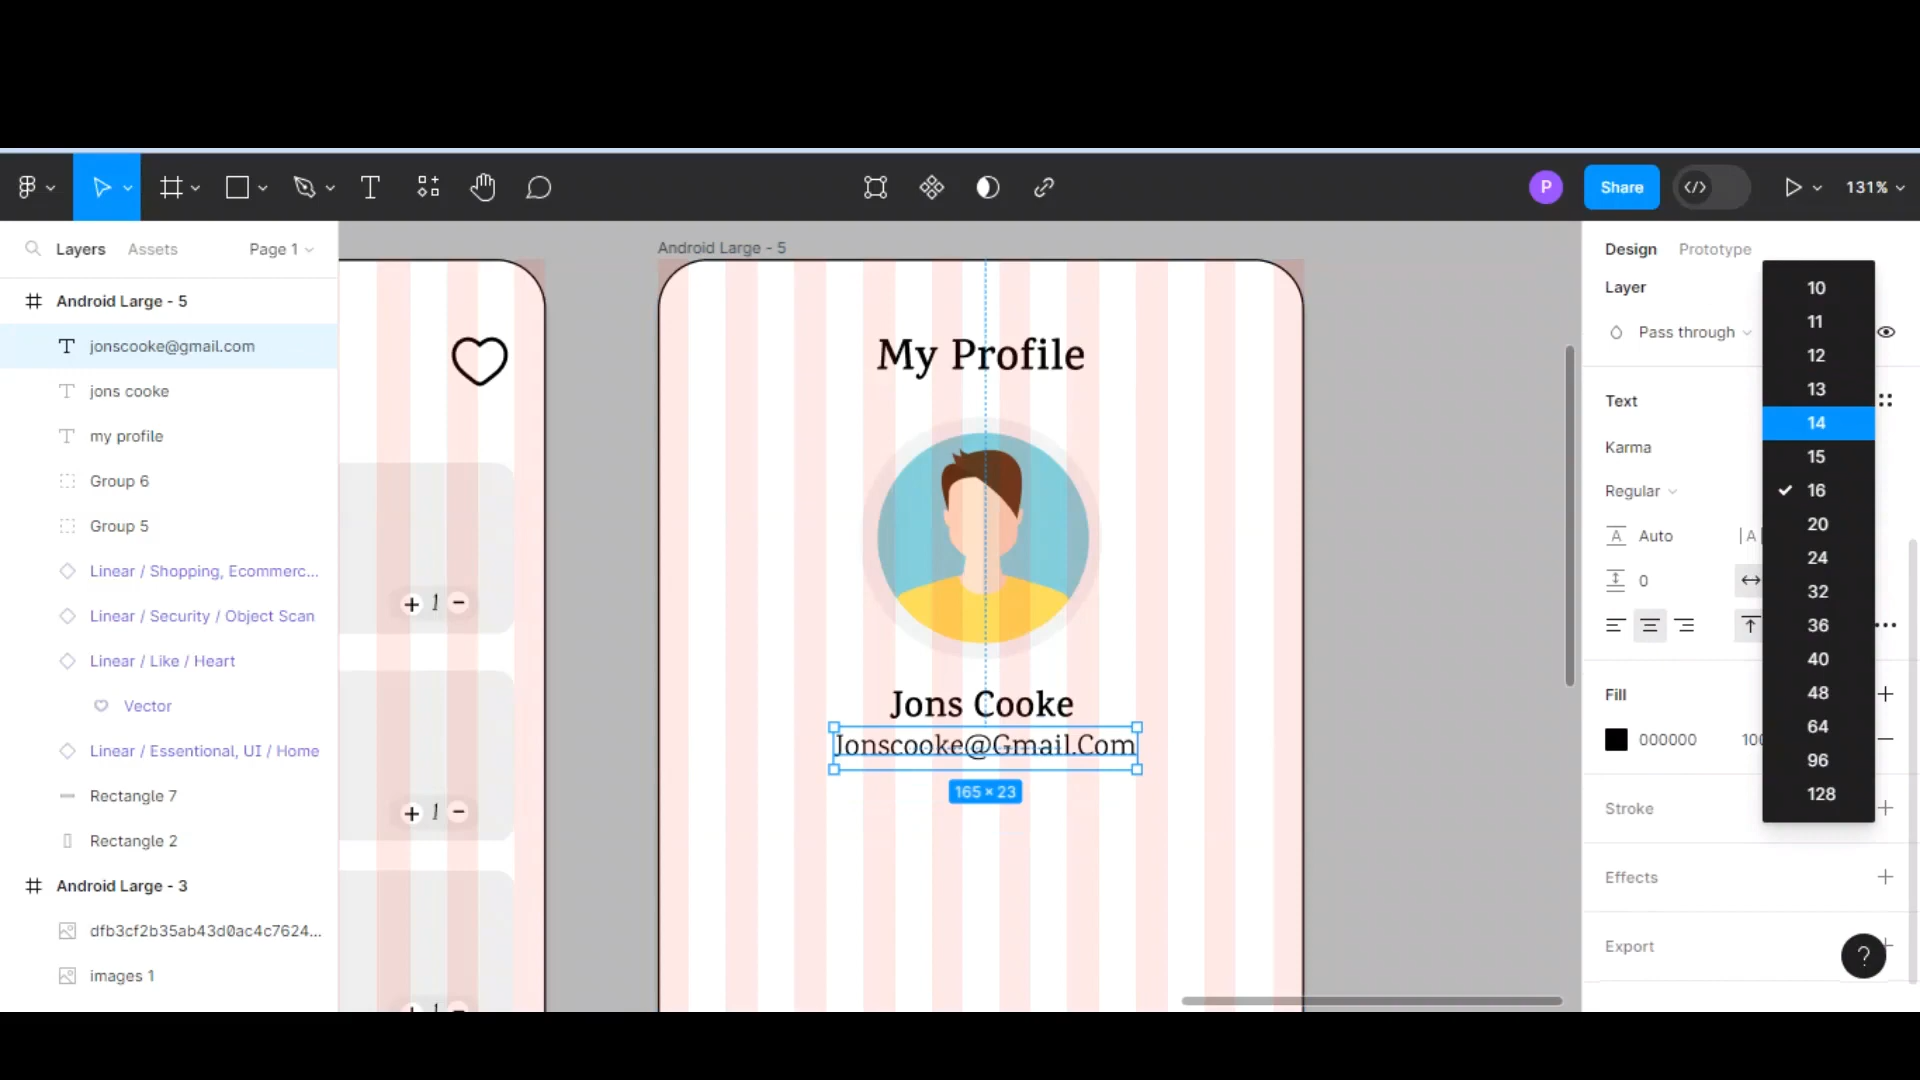 Share
131%
P
Layers
Assets
Page 1
Android Large - 5
jonscooke@gmail.com
jons cooke
my profile
Group 6
Group 5
Linear / Shopping, Ecommerc...
Linear / Security / Object Scan
Linear / Like / Heart
Vector
Linear / Essentional, UI / Home
Rectangle 7
Rectangle 2
Android Large - 3
dfb3cf2b35ab43d0ac4c7624...
images 1
+ 1 −
+ 1 −
Android Large - 5
My Profile
Jons Cooke
Jonscooke@Gmail.Com
165 × 23
Design
Prototype
Layer
Pass through
Text
Karma
Regular
Auto
0
Fill
000000
100
Stroke
Effects
Export
?
10
11
12
13
14
15
16
20
24
32
36
40
48
64
96
128